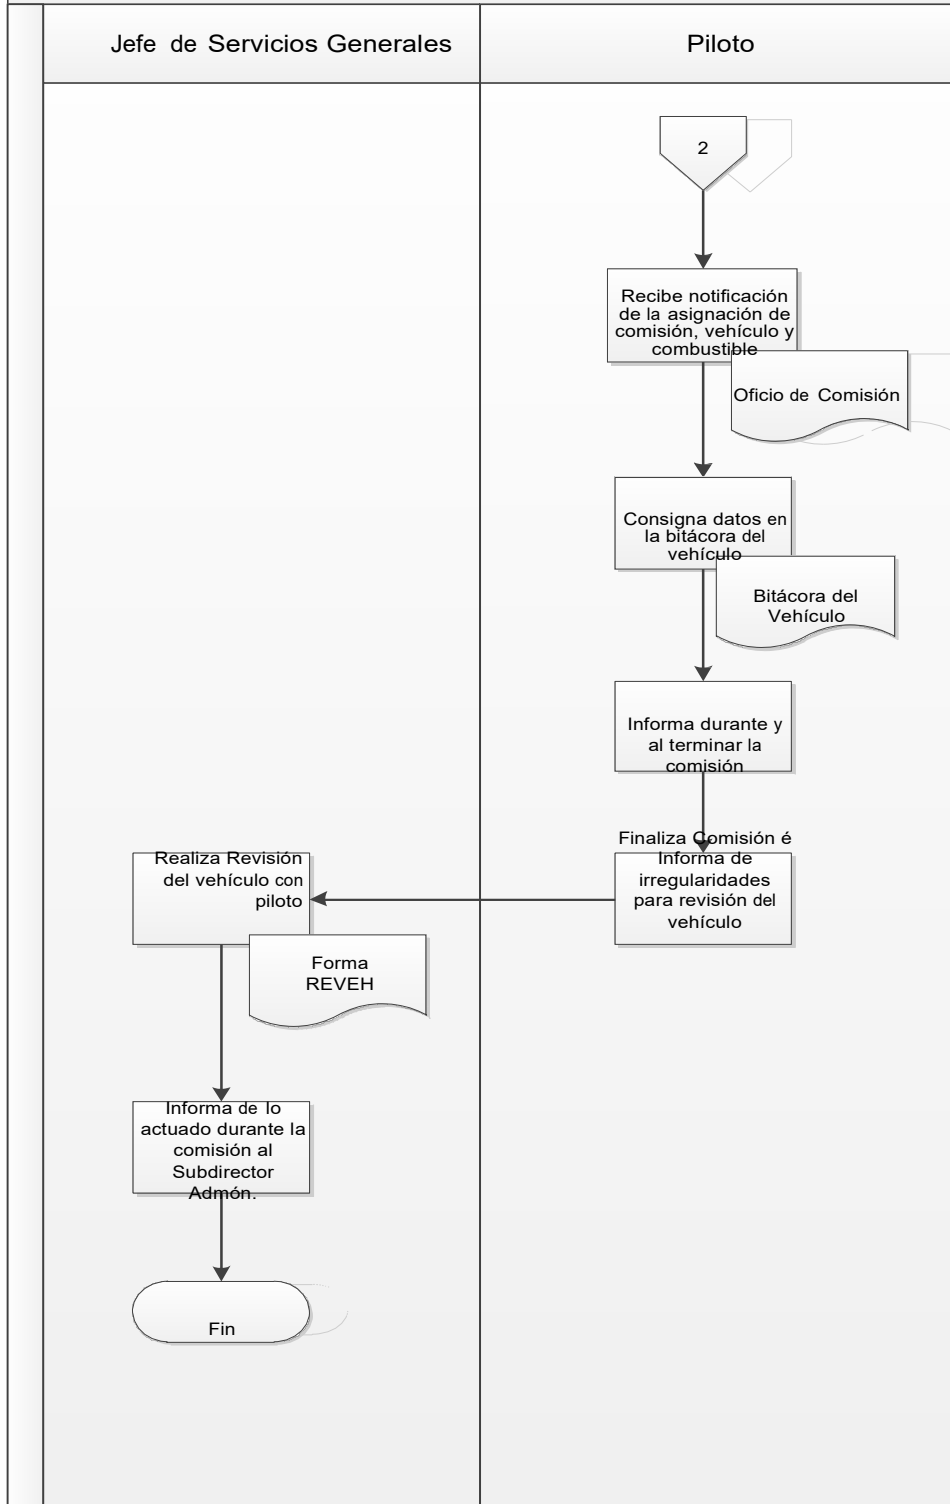 Jefe de Servicios Generales
Piloto
2
Recibe notificación
de la asignación de
comisión, vehículo y
combustible
Oficio de Comisión
Consigna datos en
la bitácora del
vehículo
Bitácora del
Vehículo
Informa durante y
al terminar la
comisión
Finaliza Comisión é
Informa de
irregularidades
para revisión del
vehículo
Realiza Revisión
del vehículo con
piloto
Forma
REVEH
Informa de lo
actuado durante la
comisión al
Subdirector
Admón.
Fin